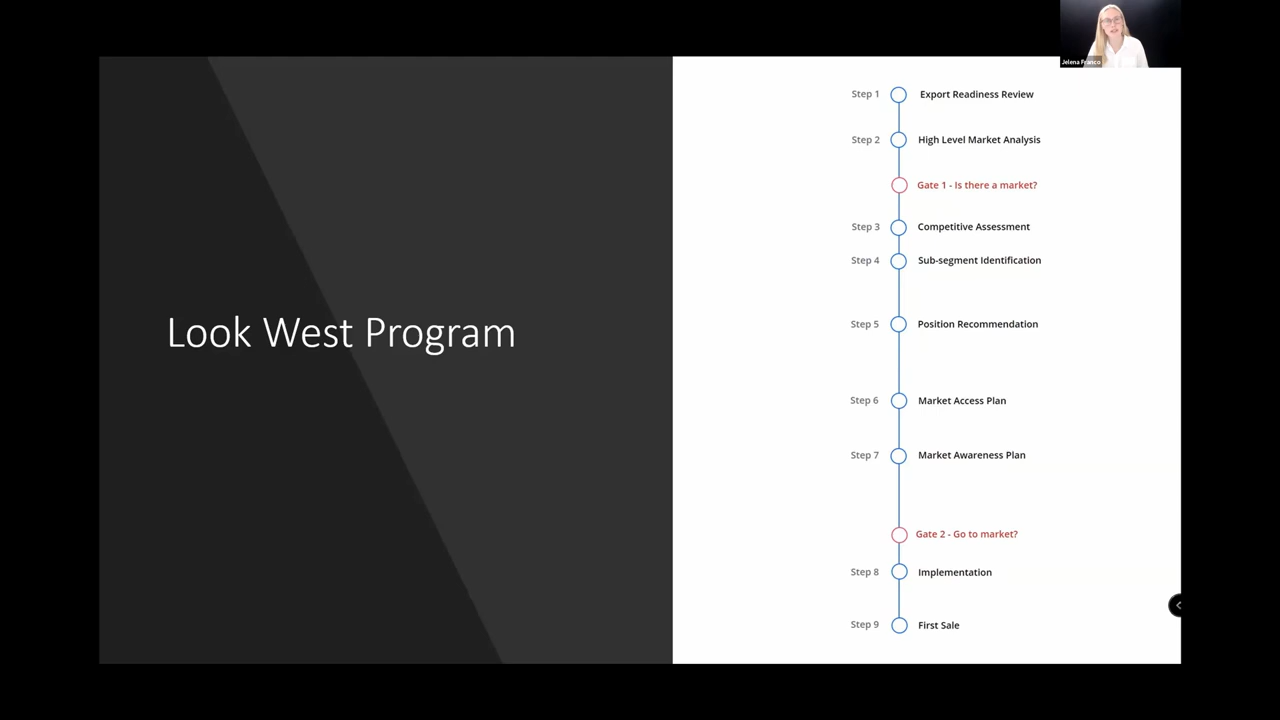 Jelena Franco
Look West Program
Step 1 Export Readiness Review
Step 2 High Level Market Analysis
Gate 1 - Is there a market?
Step 3 Competitive Assessment
Step 4 Sub-segment Identification
Step 5 Position Recommendation
Step 6 Market Access Plan
Step 7 Market Awareness Plan
Gate 2 - Go to market?
Step 8 Implementation
Step 9 First Sale